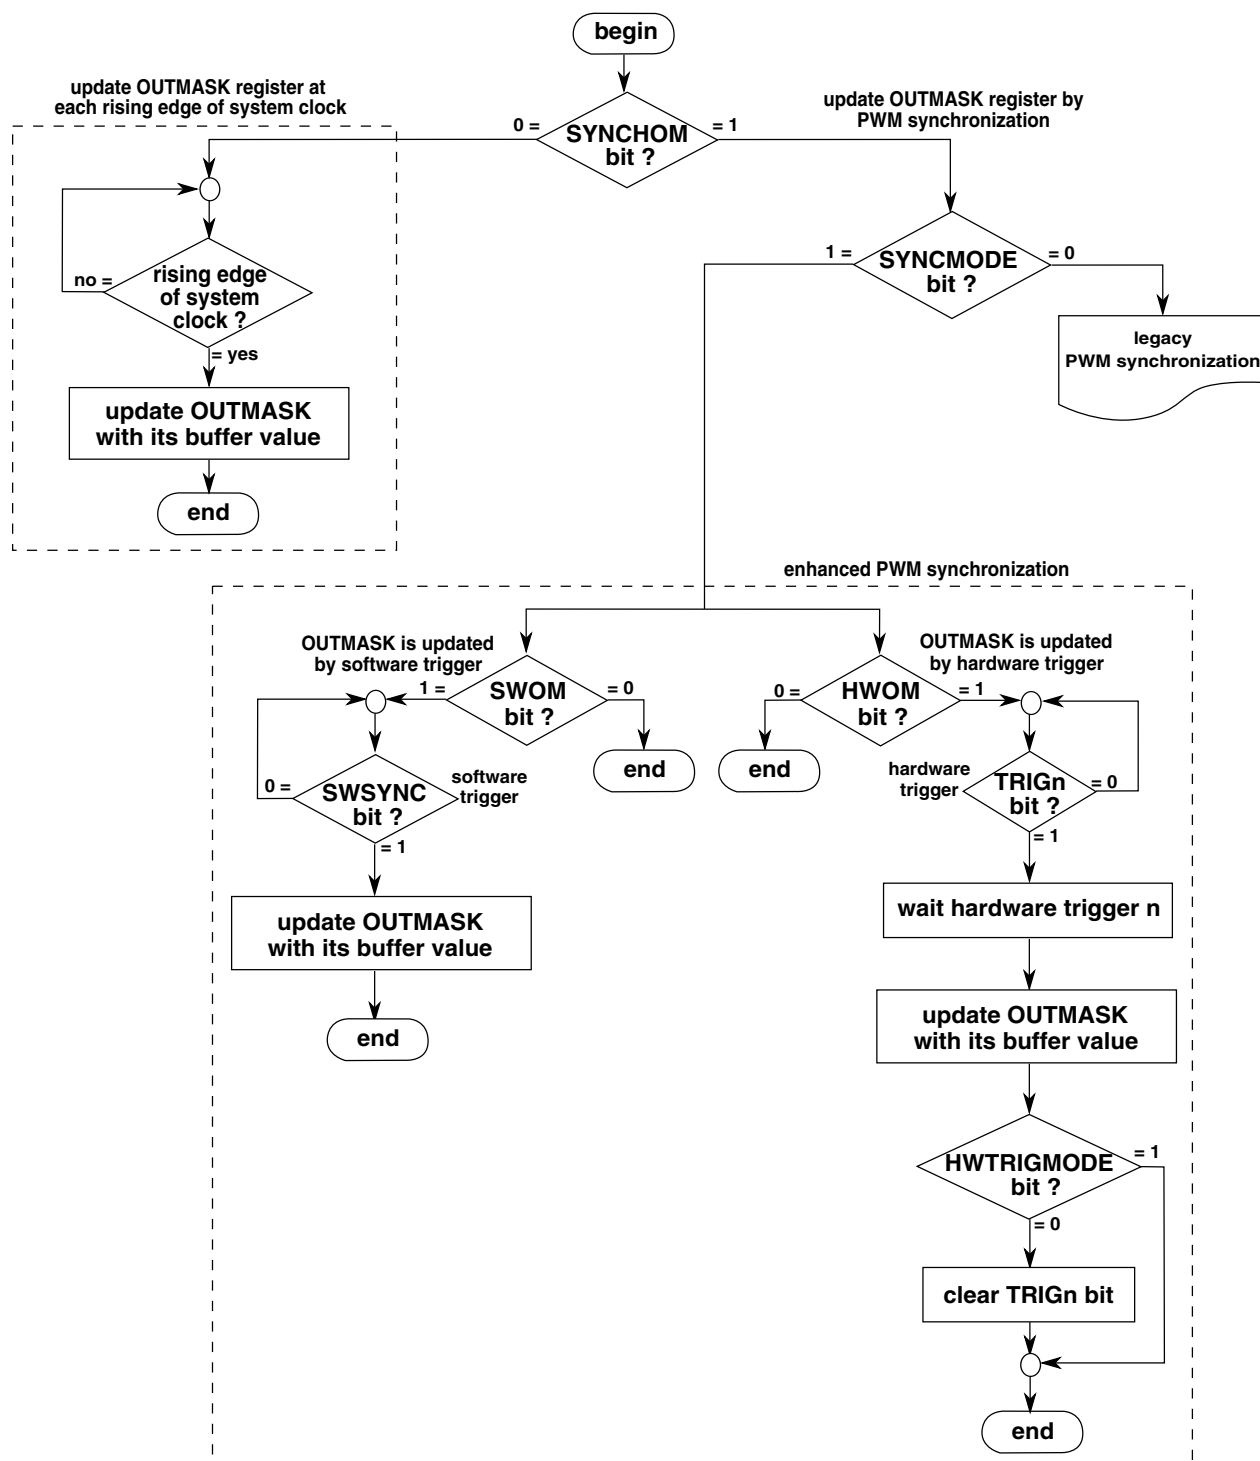 begin
update OUTMASK register at
each rising edge of system clock
update OUTMASK register by
PWM synchronization
0 =
SYNCHOM
bit ?
= 1
1 =
SYNCMODE
bit ?
= 0
no =
rising edge
of system
clock ?
= yes
legacy
PWM synchronization
update OUTMASK
with its buffer value
end
enhanced PWM synchronization
OUTMASK is updated
by software trigger
OUTMASK is updated
by hardware trigger
1 =
SWOM
bit ?
= 0
0 =
HWOM
bit ?
= 1
end
end
0 =
SWSYNC
bit ?
software
trigger
= 1
hardware
trigger
TRIGn
bit ?
= 0
= 1
update OUTMASK
with its buffer value
end
wait hardware trigger n
update OUTMASK
with its buffer value
HWTRIGMODE
bit ?
= 1
= 0
clear TRIGn bit
end